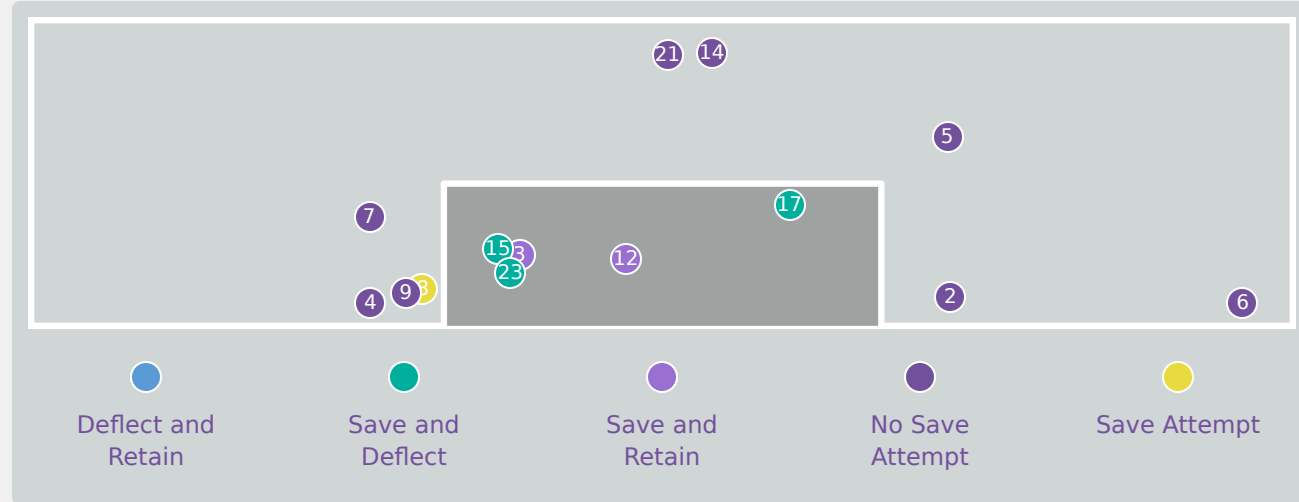 21
14
5
17
7
15
3
12
23
9
4
2
6
Deflect and
Retain
Save and
Deflect
Save and
Retain
No Save
Attempt
Save Attempt